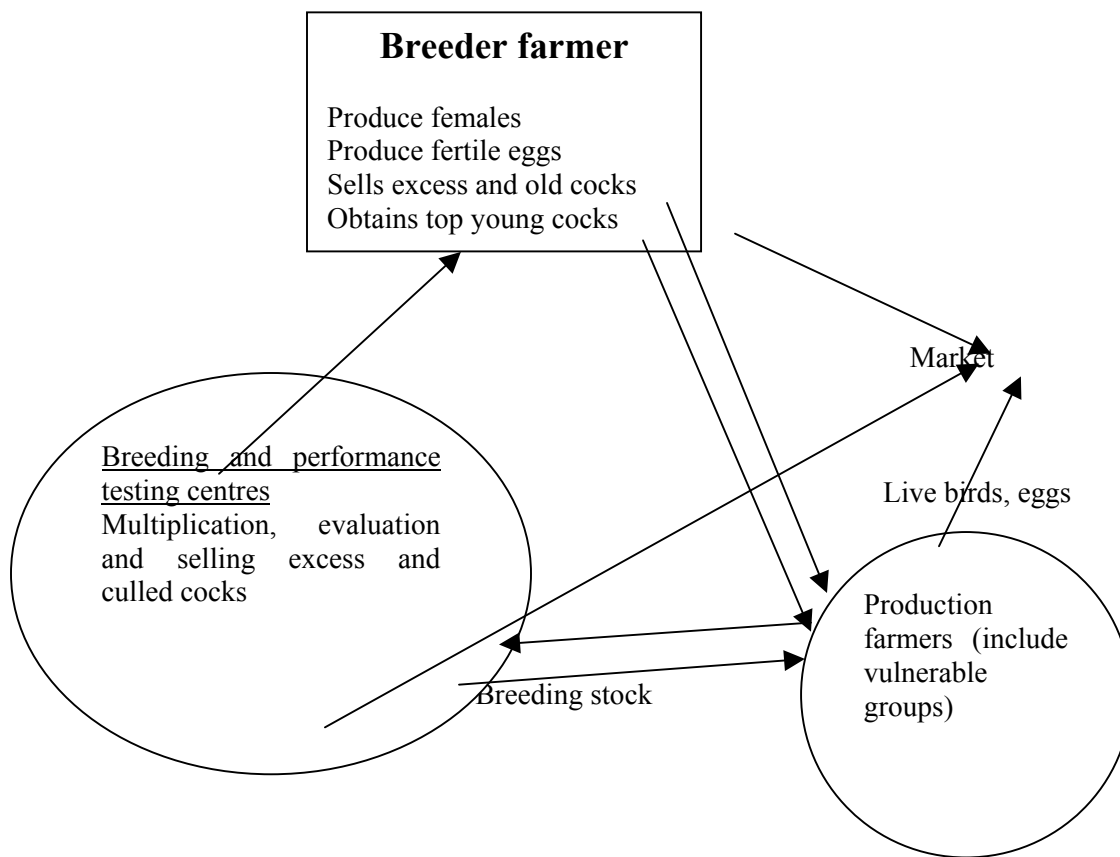 Breeder farmer
Produce females
Produce fertile eggs
Sells excess and old cocks
Obtains top young cocks
Market
Breeding and performance
testing centres
Multiplication, evaluation
and selling excess and
culled cocks
Live birds, eggs
Production
farmers (include
vulnerable
groups)
Breeding stock